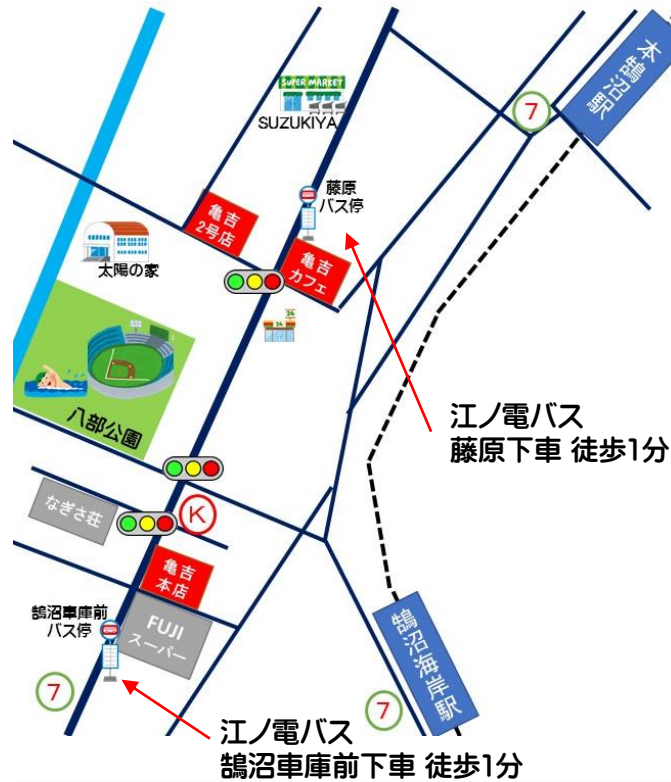 本鵠沼駅
7
SUPER MARKET
SUZUKIYA
藤原
バス停
亀吉
2号店
亀吉
カフェ
太陽の家
24
八部公園
江ノ電バス
藤原下車 徒歩1分
なぎさ荘
K
亀吉
本店
鵠沼車庫前
バス停
FUJI
スーパー
鵠沼海岸駅
7
7
江ノ電バス
鵠沼車庫前下車 徒歩1分